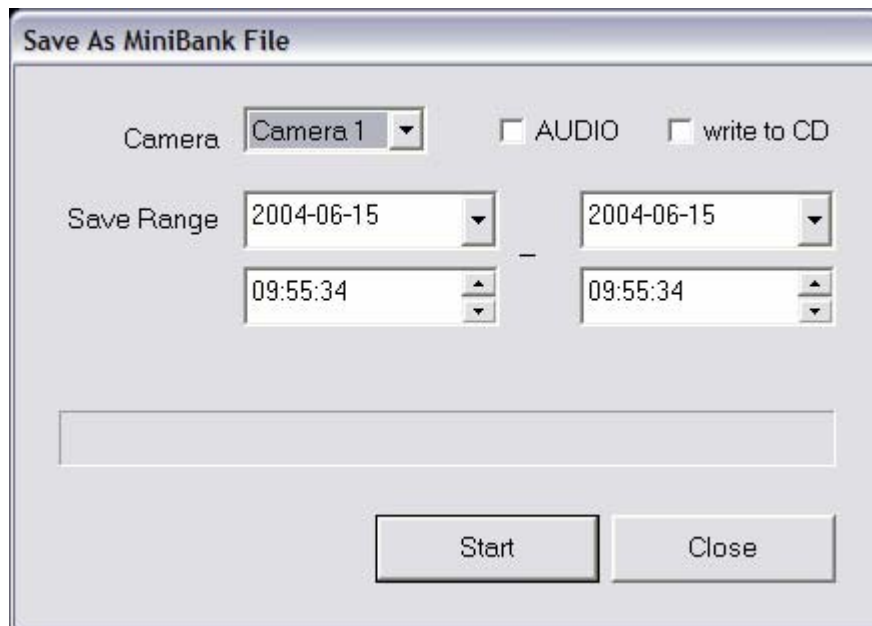 Save As MiniBank File
Camera Camera 1 AUDIO write to CD
Save Range 2004-06-15 – 2004-06-15
09:55:34 09:55:34
Start Close